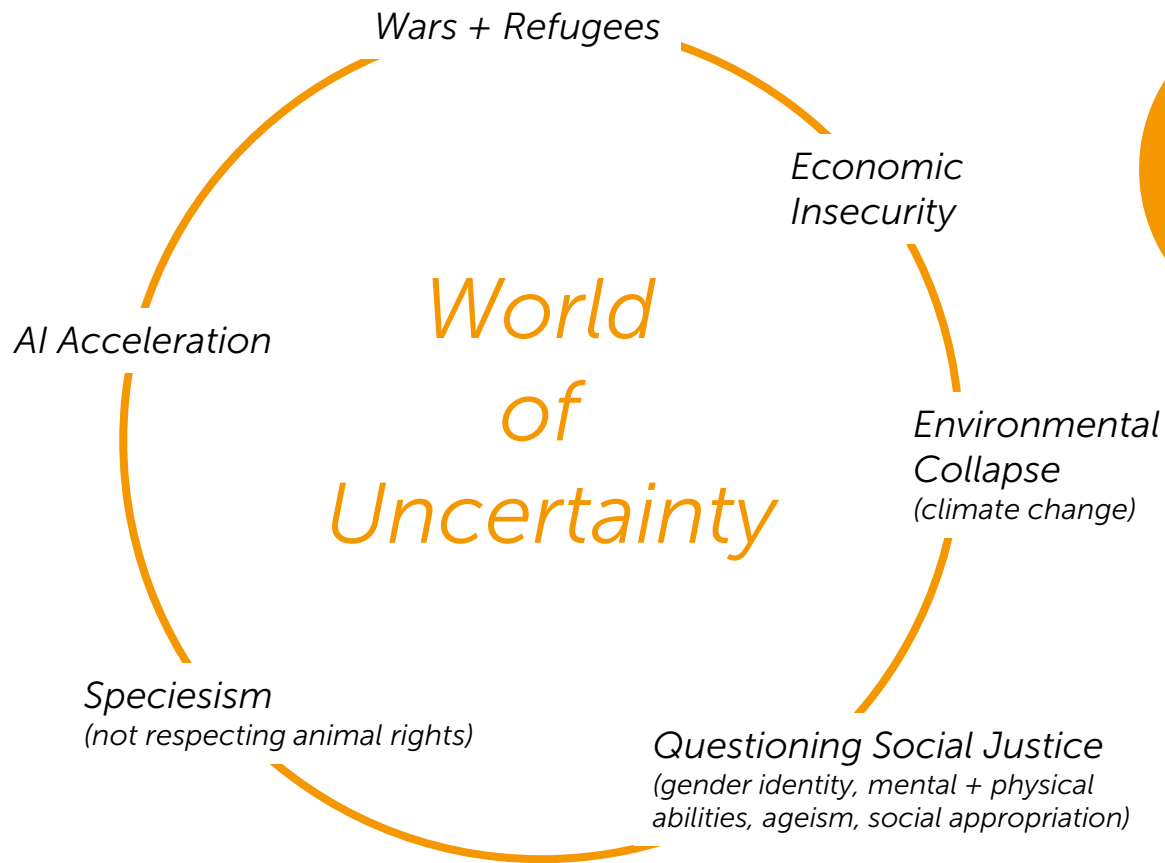 Wars + Refugees
Economic
Insecurity
World
of
Uncertainty
AI Acceleration
Environmental
Collapse
(climate change)
Speciesism
(not respecting animal rights)
Questioning Social Justice
(gender identity, mental + physical
abilities, ageism, social appropriation)